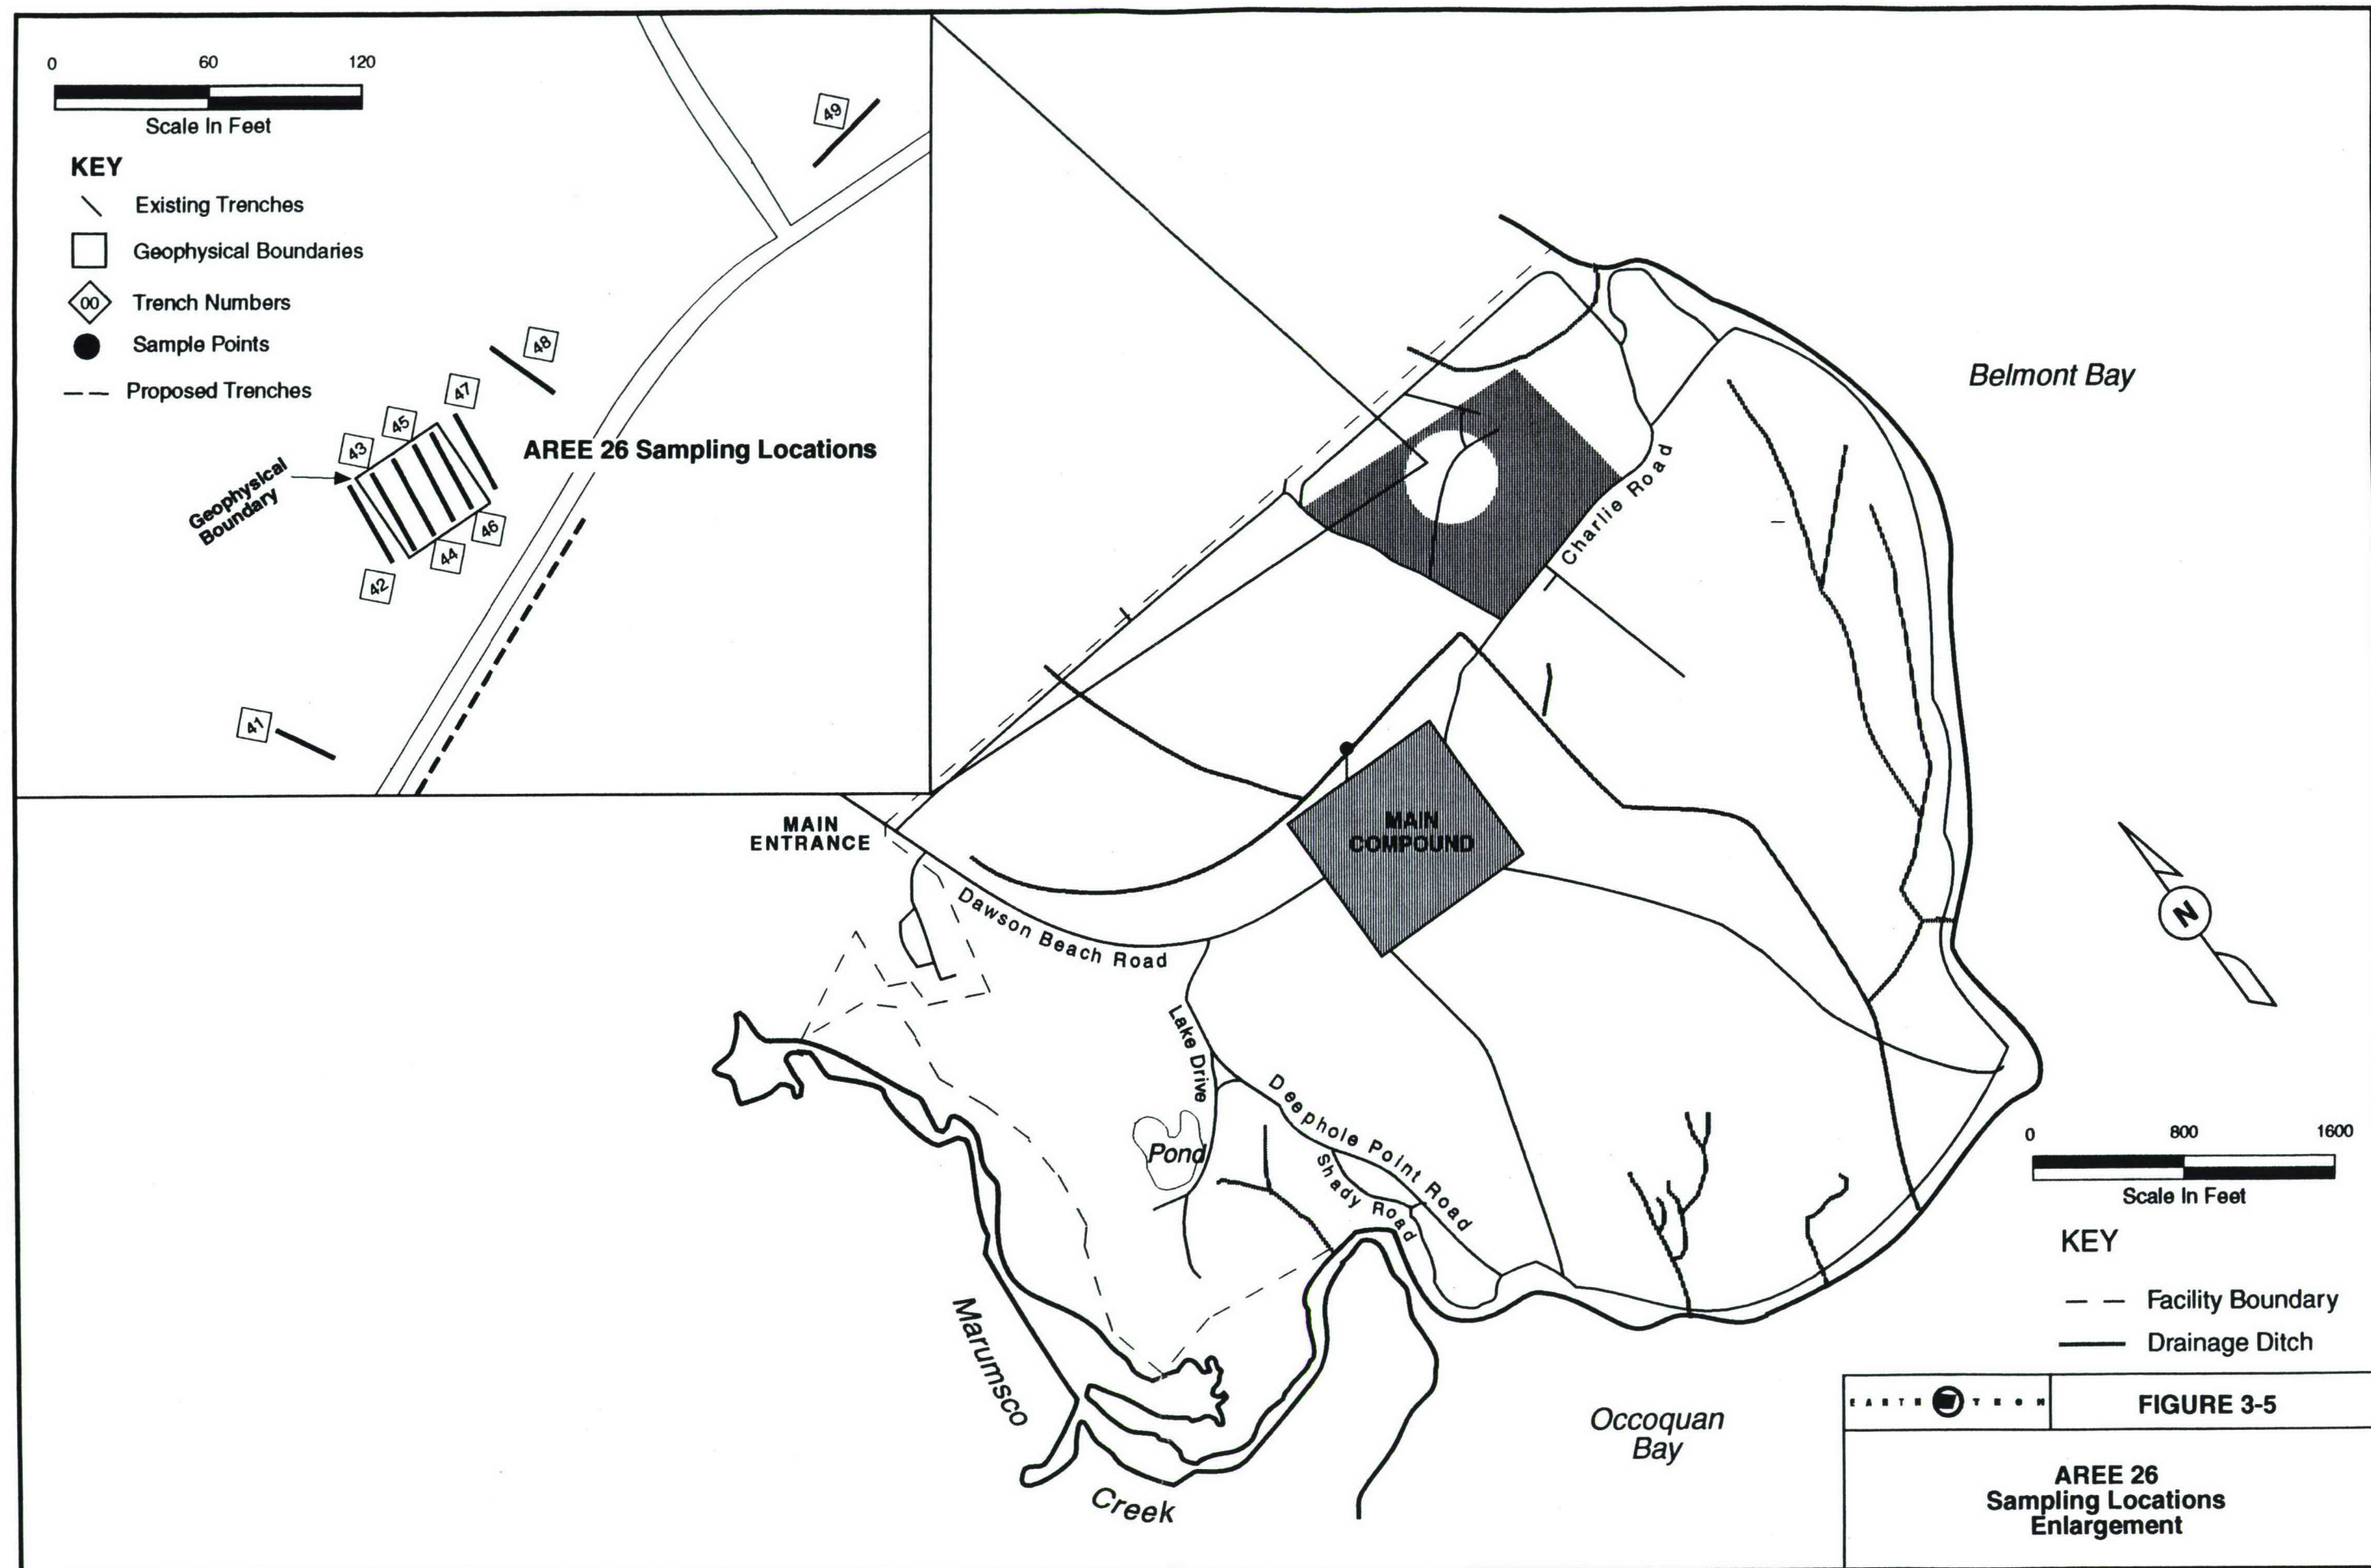 0 60 120
Scale In Feet
KEY
Existing Trenches
Geophysical Boundaries
00 Trench Numbers
Sample Points
Proposed Trenches
49
48
47
45
43
Geophysical
Boundary
AREE 26 Sampling Locations
46
44
42
41
Belmont Bay
Charlie Road
MAIN
ENTRANCE
MAIN
COMPOUND
Dawson Beach Road
N
Lake Drive
Deephole Point Road
Pond
Shady Road
0 800 1600
Scale In Feet
KEY
Facility Boundary
Drainage Ditch
Marumsco
Creek
Occoquan
Bay
EARTH TECH
FIGURE 3-5
AREE 26
Sampling Locations
Enlargement